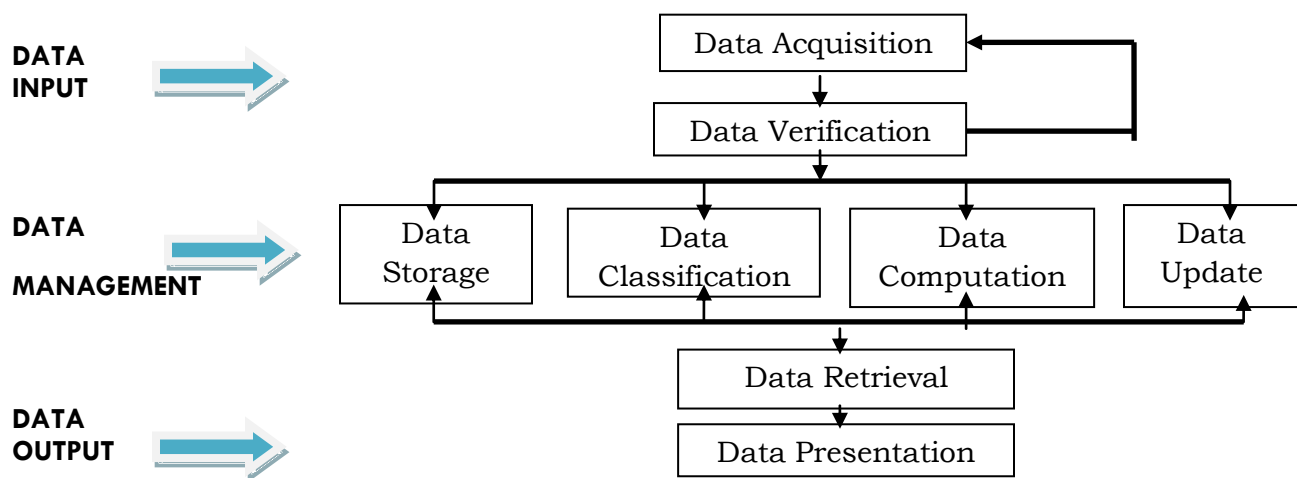 DATA
INPUT
Data Acquisition
Data Verification
DATA
MANAGEMENT
Data
Storage
Data
Classification
Data
Computation
Data
Update
DATA
OUTPUT
Data Retrieval
Data Presentation